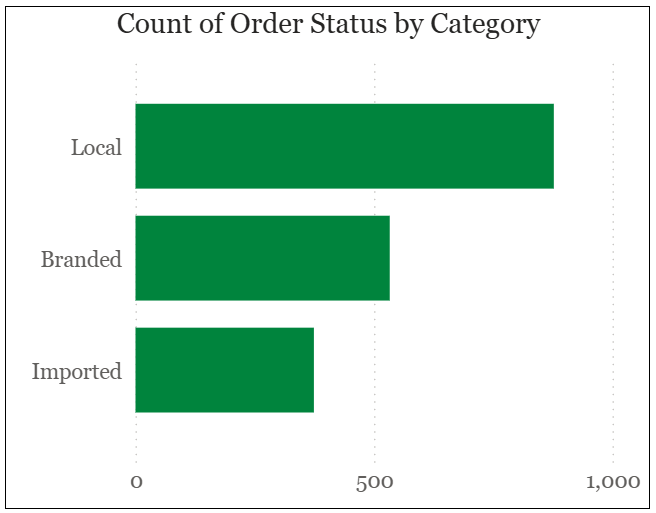 Count of Order Status by Category
Local
Branded
Imported
0 500 1,000